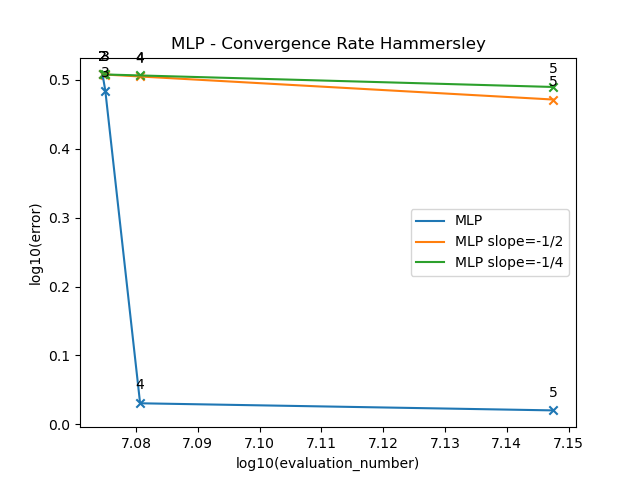 MLP - Convergence Rate Hammersley
log10(error)
0.5
0.4
0.3
0.2
0.1
0.0
2
3
3
4
5
5
MLP
MLP slope=-1/2
MLP slope=-1/4
4
5
7.08 7.09 7.10 7.11 7.12 7.13 7.14 7.15
log10(evaluation_number)